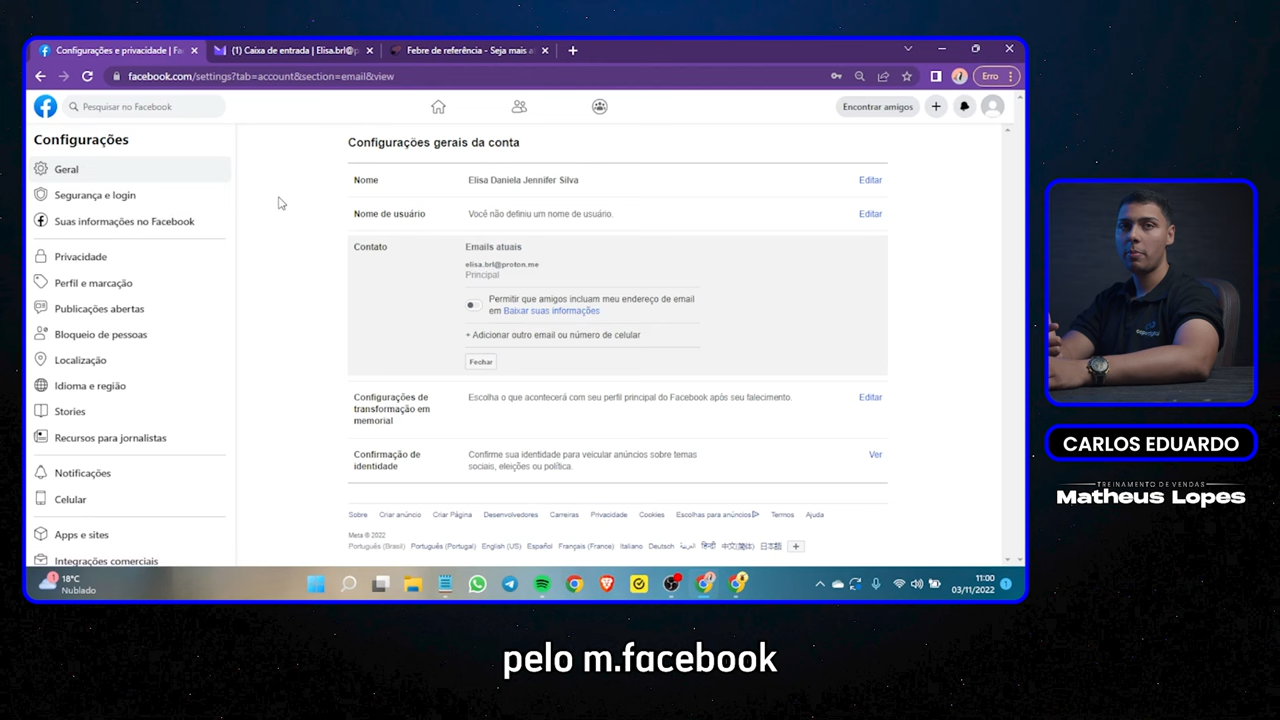 Configurações e privacidade | Fac
(1) Caixa de entrada | Elisa.brl@p
Febre de referência - Seja mais a
facebook.com/settings?tab=account&section=email&view
Erro
Pesquisar no Facebook
Encontrar amigos
Configurações
Geral
Segurança e login
Suas informações no Facebook
Privacidade
Perfil e marcação
Publicações abertas
Bloqueio de pessoas
Localização
Idioma e região
Stories
Recursos para jornalistas
Notificações
Celular
Apps e sites
Integrações comerciais
Configurações gerais da conta
Nome
Elisa Daniela Jennifer Silva
Editar
Nome de usuário
Você não definiu um nome de usuário.
Editar
Contato
Emails atuais
elisa.brl@proton.me
Principal
Permitir que amigos incluam meu endereço de email
em Baixar suas informações
+ Adicionar outro email ou número de celular
Fechar
Configurações de
transformação em
memorial
Escolha o que acontecerá com seu perfil principal do Facebook após seu falecimento.
Editar
Confirmação de
identidade
Confirme sua identidade para veicular anúncios sobre temas
sociais, eleições ou política.
Ver
Sobre Criar anúncio Criar Página Desenvolvedores Carreiras Privacidade Cookies Escolhas para anúncios Termos Ajuda
Meta © 2022
Português (Brasil) Português (Portugal) English (US) Español Français (France) Italiano Deutsch العربية हिन्दी 中文(简体) 日本語 +
1
18°C
Nublado
11:00
03/11/2022
1
CARLOS EDUARDO
TREINAMENTO DE VENDAS
Matheus Lopes
pelo m.facebook